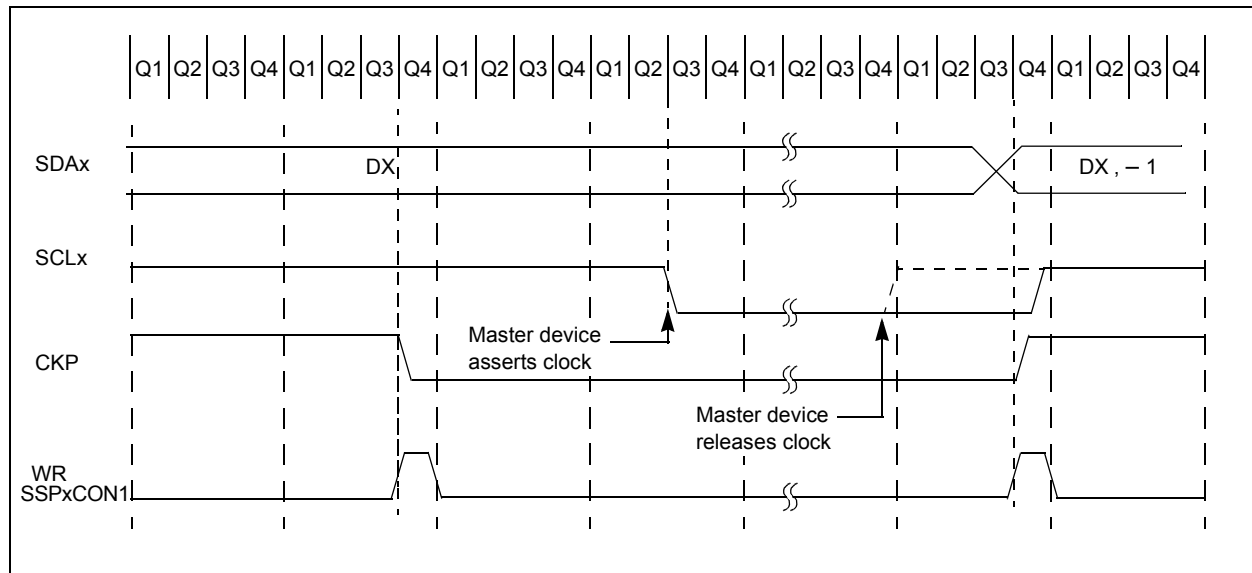 Q1 Q2 Q3 Q4 Q1 Q2 Q3 Q4 Q1 Q2 Q3 Q4 Q1 Q2 Q3 Q4 Q1 Q2 Q3 Q4 Q1 Q2 Q3 Q4 Q1 Q2 Q3 Q4
SDAx
DX
DX , – 1
SCLx
Master device
asserts clock
CKP
Master device
releases clock
WR
SSPxCON1